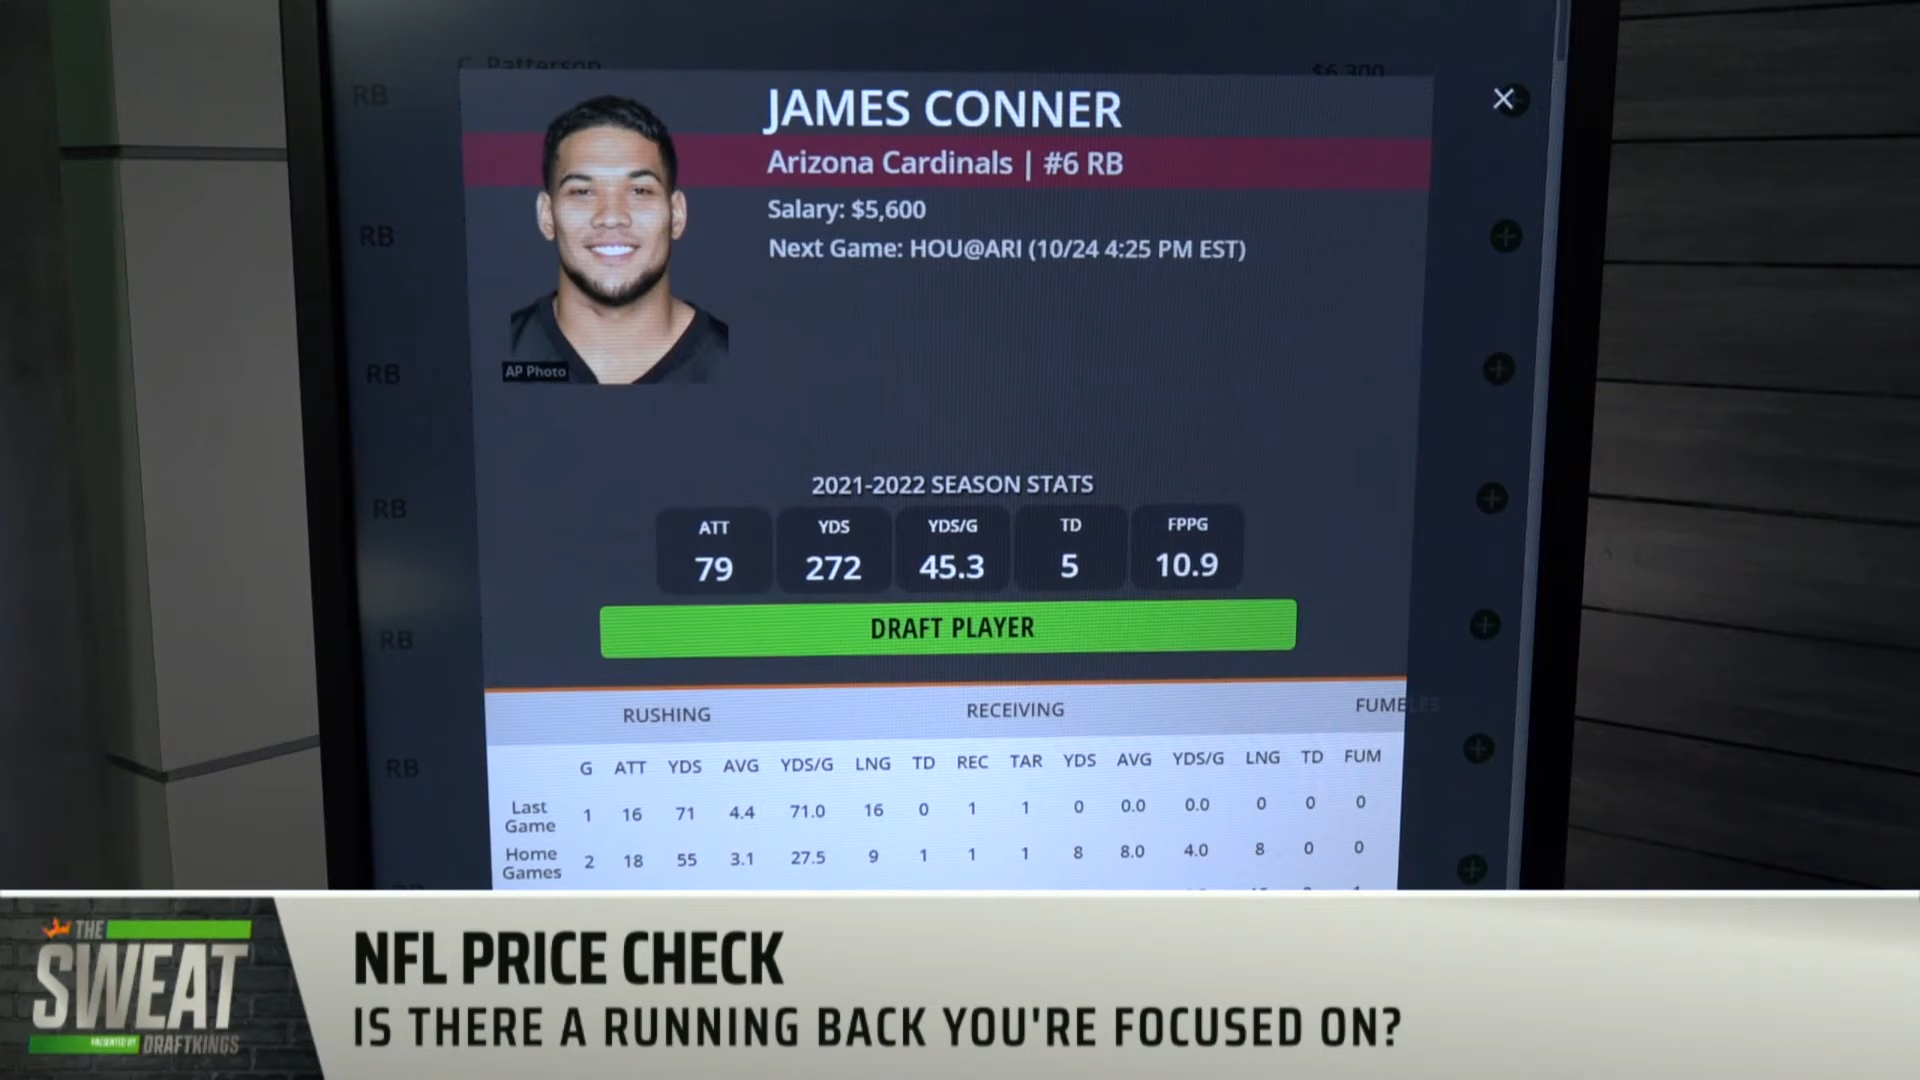 C. Patterson
$6,300
RB
JAMES CONNER
Arizona Cardinals | #6 RB
Salary: $5,600
RB
Next Game: HOU@ARI (10/24 4:25 PM EST)
AP Photo
RB
2021-2022 SEASON STATS
RB
ATT YDS YDS/G TD FPPG
79 272 45.3 5 10.9
DRAFT PLAYER
RB
RUSHING RECEIVING FUMBLES
RB
G ATT YDS AVG YDS/G LNG TD REC TAR YDS AVG YDS/G LNG TD FUM
Last Game 1 16 71 4.4 71.0 16 0 1 1 0 0.0 0.0 0 0 0
Home Games 2 18 55 3.1 27.5 9 1 1 1 8 8.0 4.0 8 0 0
THE
SWEAT
PRESENTED BY DRAFTKINGS
NFL PRICE CHECK
IS THERE A RUNNING BACK YOU'RE FOCUSED ON?